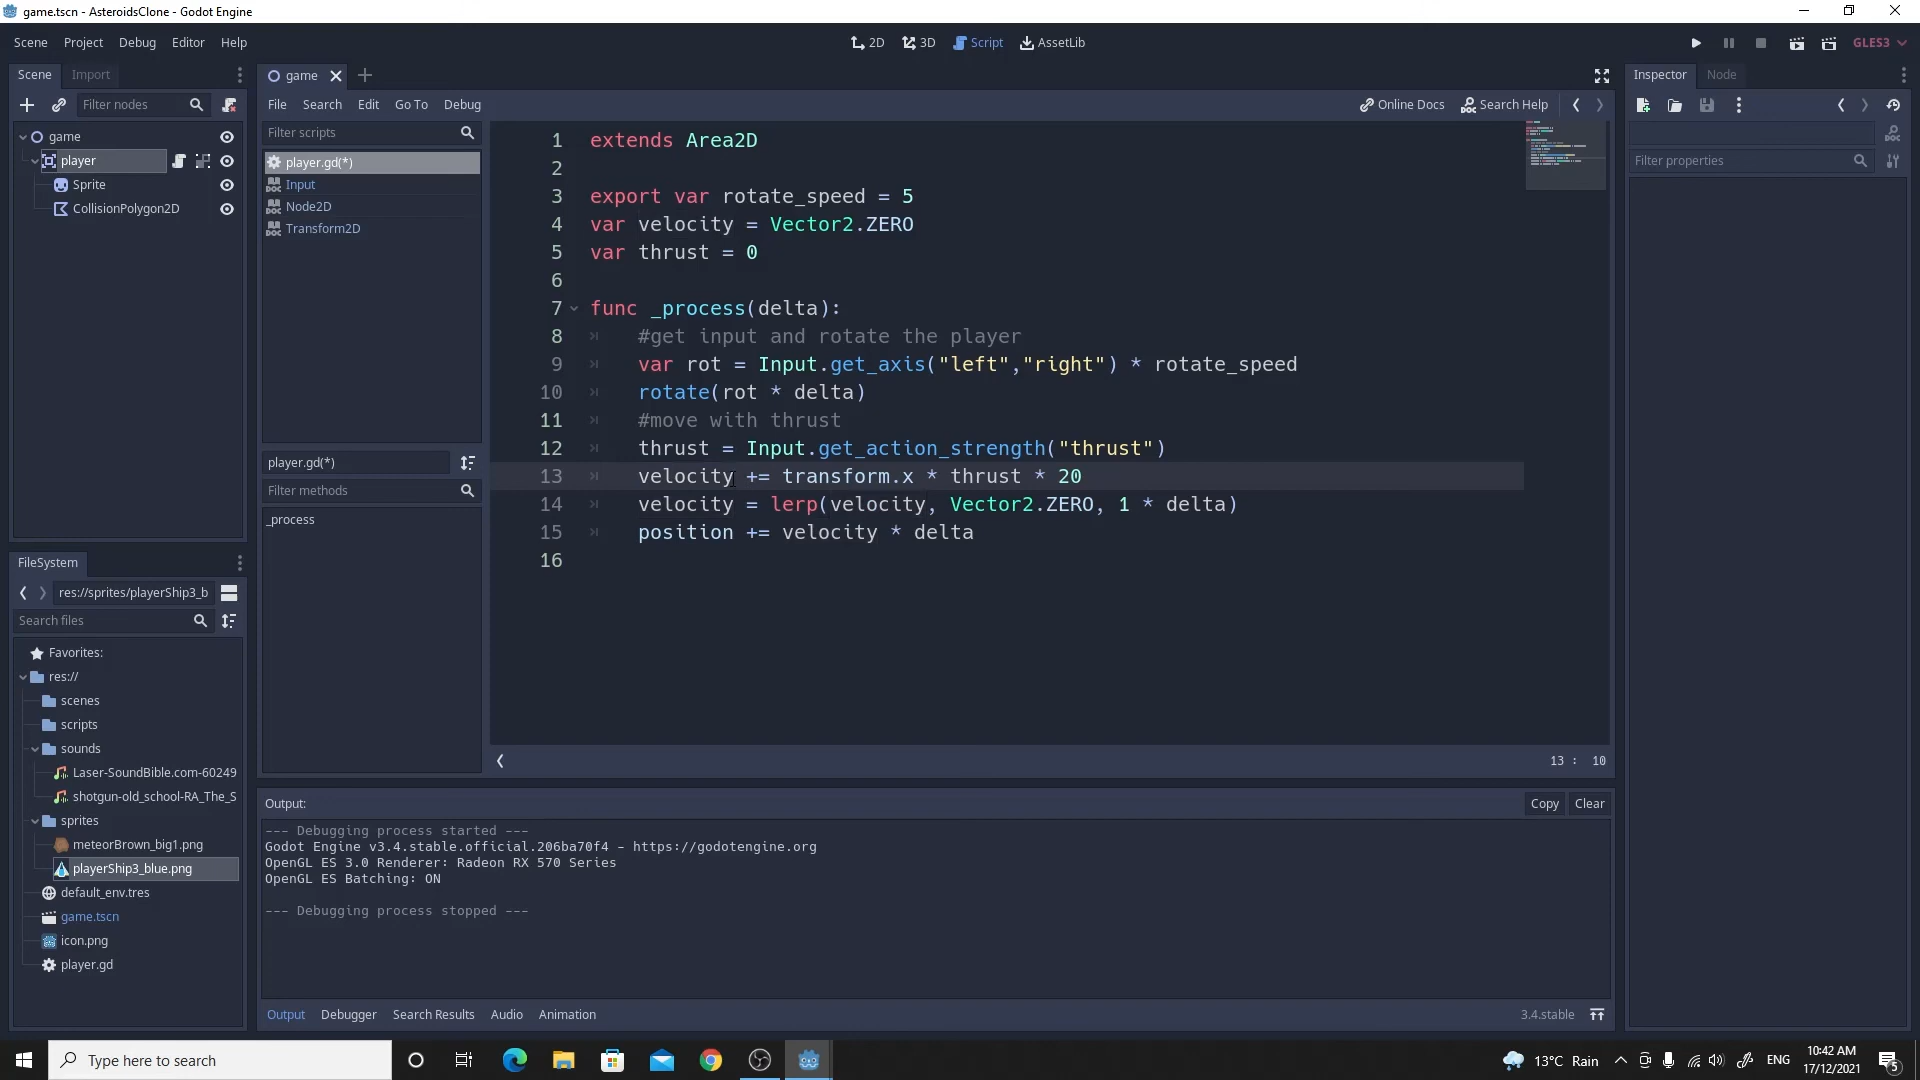 game.tscn - AsteroidsClone - Godot Engine
Scene Project Debug Editor Help
2D 3D Script AssetLib
GLES3
Scene Import
Filter nodes
game
player
Sprite
CollisionPolygon2D
FileSystem
res://sprites/playerShip3_b
Search files
Favorites:
res://
scenes
scripts
sounds
Laser-SoundBible.com-60249
shotgun-old_school-RA_The_S
sprites
meteorBrown_big1.png
playerShip3_blue.png
default_env.tres
game.tscn
icon.png
player.gd
game
File Search Edit Go To Debug
Online Docs Search Help
Filter scripts
player.gd(*)
Input
Node2D
Transform2D
player.gd(*)
Filter methods
_process
1 extends Area2D
2
3 export var rotate_speed = 5
4 var velocity = Vector2.ZERO
5 var thrust = 0
6
7 func _process(delta):
8 #get input and rotate the player
9 var rot = Input.get_axis("left","right") * rotate_speed
10 rotate(rot * delta)
11 #move with thrust
12 thrust = Input.get_action_strength("thrust")
13 velocity += transform.x * thrust * 20
14 velocity = lerp(velocity, Vector2.ZERO, 1 * delta)
15 position += velocity * delta
16
13 : 10
Output:
Copy Clear
--- Debugging process started ---
Godot Engine v3.4.stable.official.206ba70f4 - https://godotengine.org
OpenGL ES 3.0 Renderer: Radeon RX 570 Series
OpenGL ES Batching: ON
--- Debugging process stopped ---
Output Debugger Search Results Audio Animation
3.4.stable
Inspector Node
Filter properties
Type here to search
13°C Rain
ENG
10:42 AM
17/12/2021
5